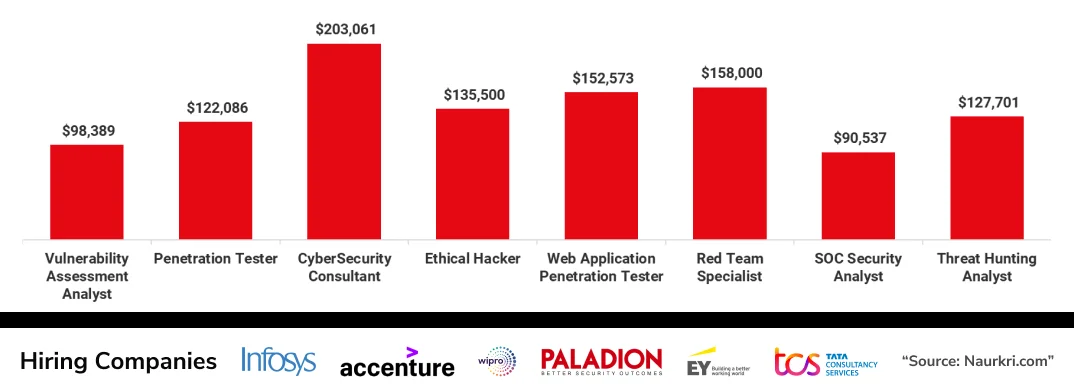 $98,389
$122,086
$203,061
$135,500
$152,573
$158,000
$90,537
$127,701
Vulnerability
Assessment
Analyst
Penetration Tester
CyberSecurity
Consultant
Ethical Hacker
Web Application
Penetration Tester
Red Team
Specialist
SOC Security
Analyst
Threat Hunting
Analyst
Hiring Companies
Infosys
accenture
wipro
PALADION
BETTER SECURITY OUTCOMES
EY
Building a better
working world
tcs
TATA
CONSULTANCY
SERVICES
“Source: Naurkri.com”